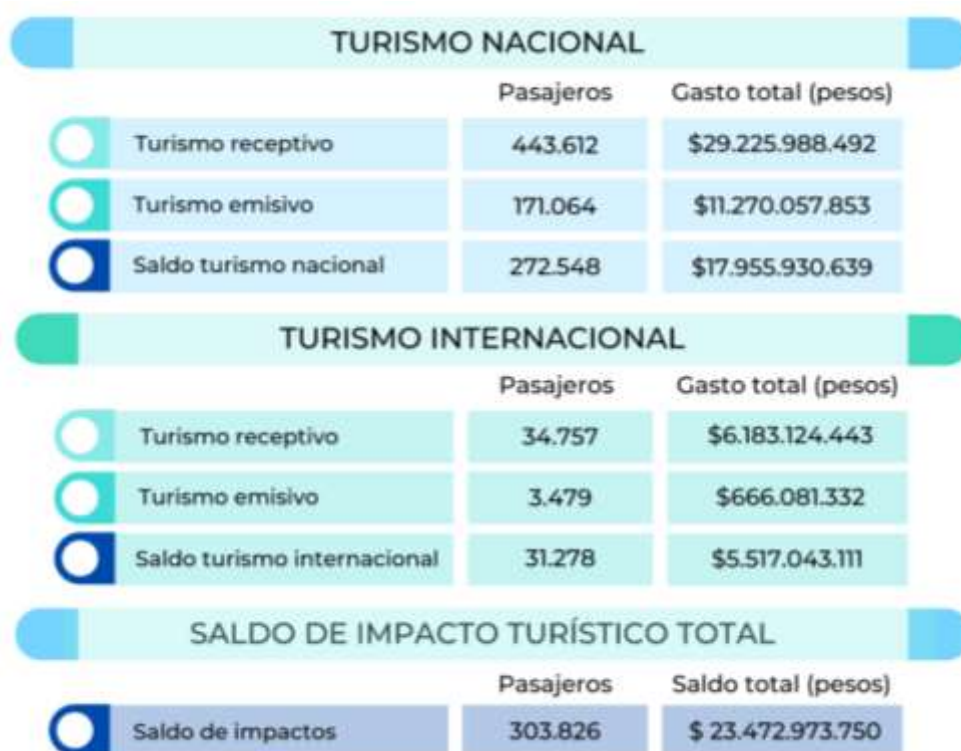 TURISMO NACIONAL
Pasajeros Gasto total (pesos)
Turismo receptivo 443.612 $29.225.988.492
Turismo emisivo 171.064 $11.270.057.853
Saldo turismo nacional 272.548 $17.955.930.639
TURISMO INTERNACIONAL
Pasajeros Gasto total (pesos)
Turismo receptivo 34.757 $6.183.124.443
Turismo emisivo 3.479 $666.081.332
Saldo turismo internacional 31.278 $5.517.043.111
SALDO DE IMPACTO TURÍSTICO TOTAL
Pasajeros Saldo total (pesos)
Saldo de impactos 303.826 $ 23.472.973.750